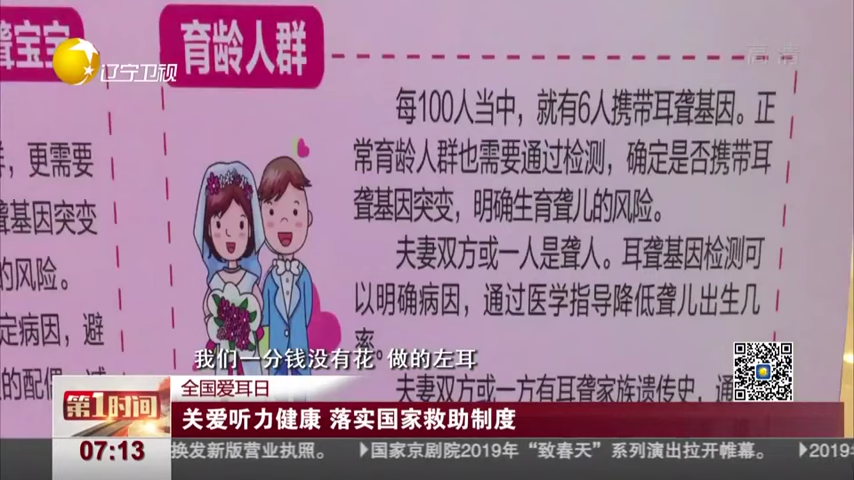 聋宝宝
辽宁卫视
育龄人群
高清
每100人当中，就有6人携带耳聋基因。正
常育龄人群也需要通过检测，确定是否携带耳
聋基因突变，明确生育聋儿的风险。
夫妻双方或一人是聋人。耳聋基因检测可
以明确病因，通过医学指导降低聋儿出生几
率。
夫妻双方或一方有耳聋家族遗传史，通
，更需要
聋基因突变
的风险。
定病因，避
的配偶，减
我们一分钱没有花 做的左耳
全国爱耳日
第1时间
关爱听力健康 落实国家救助制度
07:13
换发新版营业执照。 ►国家京剧院2019年“致春天”系列演出拉开帷幕。 ►2019年